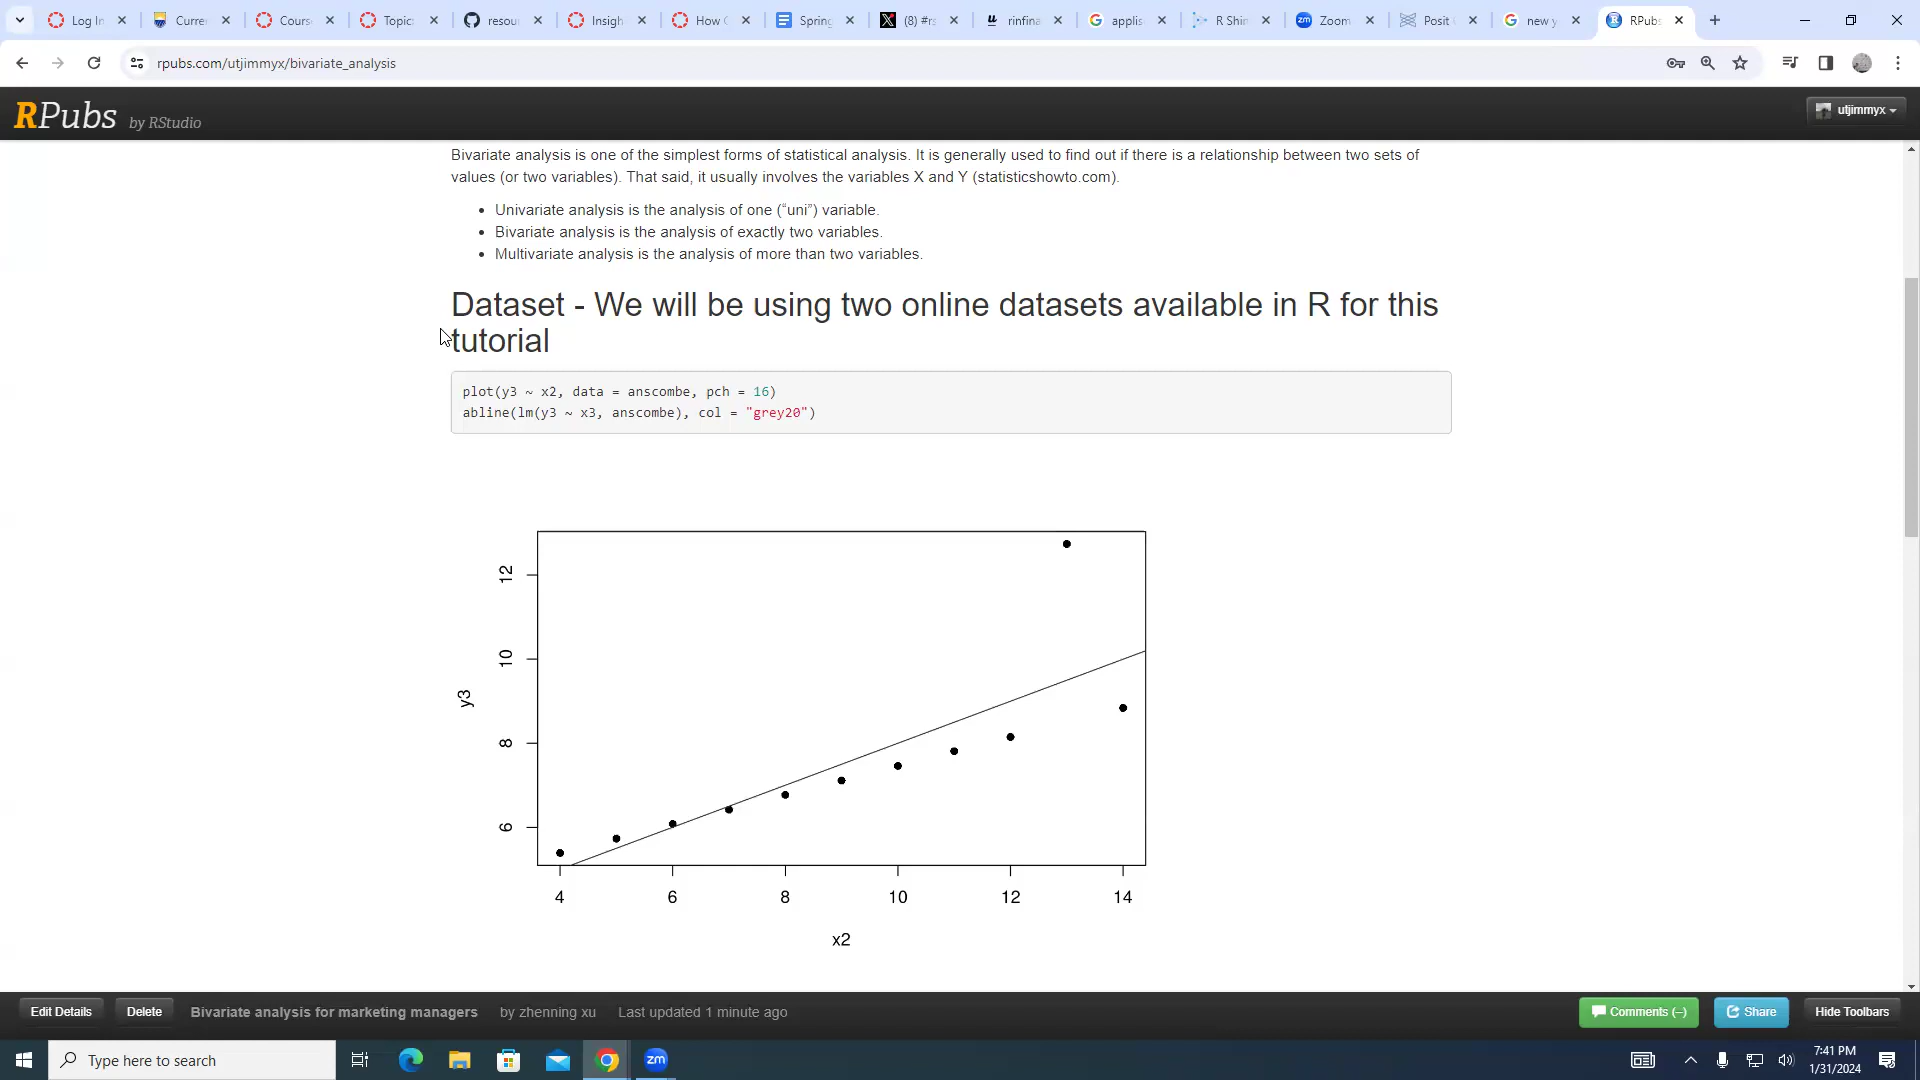 Log In
Curre
Cours
Topic
resou
Insigh
How C
Spring
(8) #rs
rinfina
applis
R Shin
Zoom
Posit
new y
RPubs
rpubs.com/utjimmyx/bivariate_analysis
RPubs by RStudio
utjimmyx
Bivariate analysis is one of the simplest forms of statistical analysis. It is generally used to find out if there is a relationship between two sets of
values (or two variables). That said, it usually involves the variables X and Y (statisticshowto.com).
• Univariate analysis is the analysis of one (“uni”) variable.
• Bivariate analysis is the analysis of exactly two variables.
• Multivariate analysis is the analysis of more than two variables.
Dataset - We will be using two online datasets available in R for this
tutorial
plot(y3 ~ x2, data = anscombe, pch = 16)
abline(lm(y3 ~ x3, anscombe), col = "grey20")
12
10
8
6
y3
4 6 8 10 12 14
x2
Edit Details Delete Bivariate analysis for marketing managers by zhenning xu Last updated 1 minute ago Comments (–) Share Hide Toolbars
Type here to search
zm
7:41 PM
1/31/2024